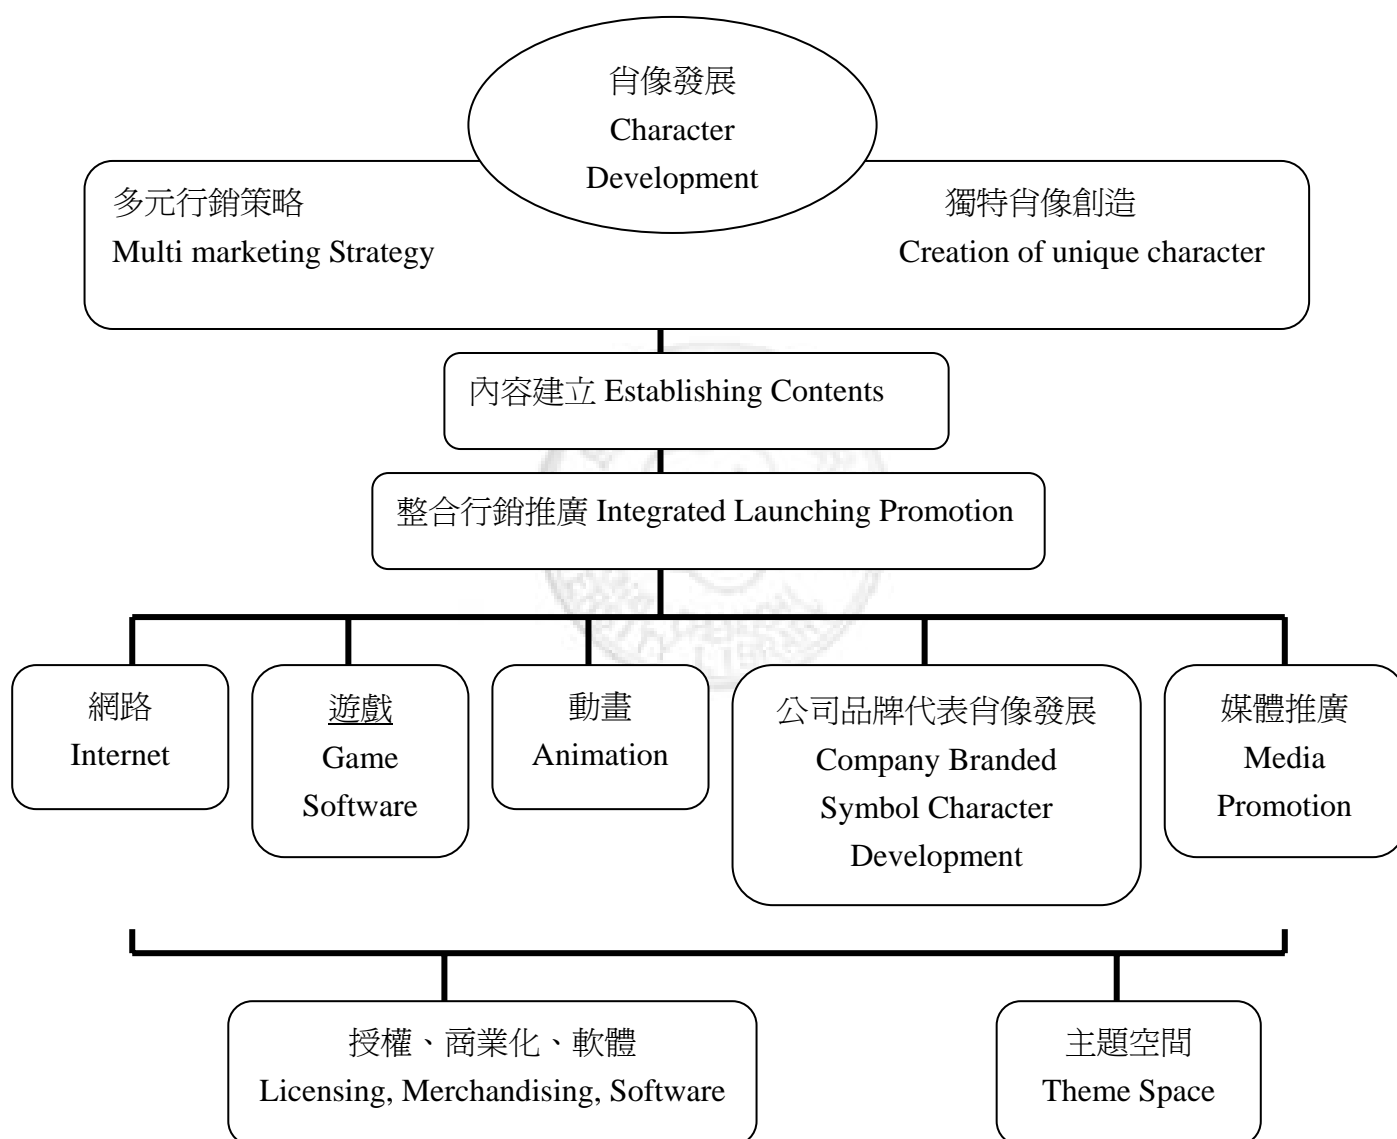 肖像發展
Character
Development
多元行銷策略
Multi marketing Strategy
獨特肖像創造
Creation of unique character
內容建立 Establishing Contents
整合行銷推廣 Integrated Launching Promotion
網路
Internet
遊戲
Game
Software
動畫
Animation
公司品牌代表肖像發展
Company Branded
Symbol Character
Development
媒體推廣
Media
Promotion
授權、商業化、軟體
Licensing, Merchandising, Software
主題空間
Theme Space